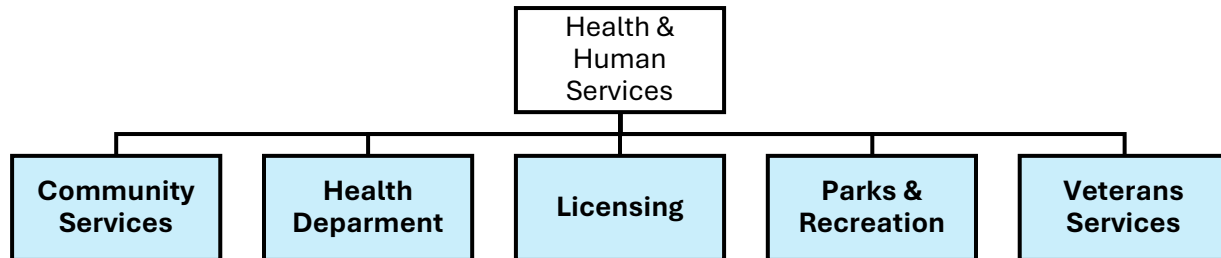 Health &
Human
Services
Community
Services
Health
Deparment
Licensing
Parks &
Recreation
Veterans
Services